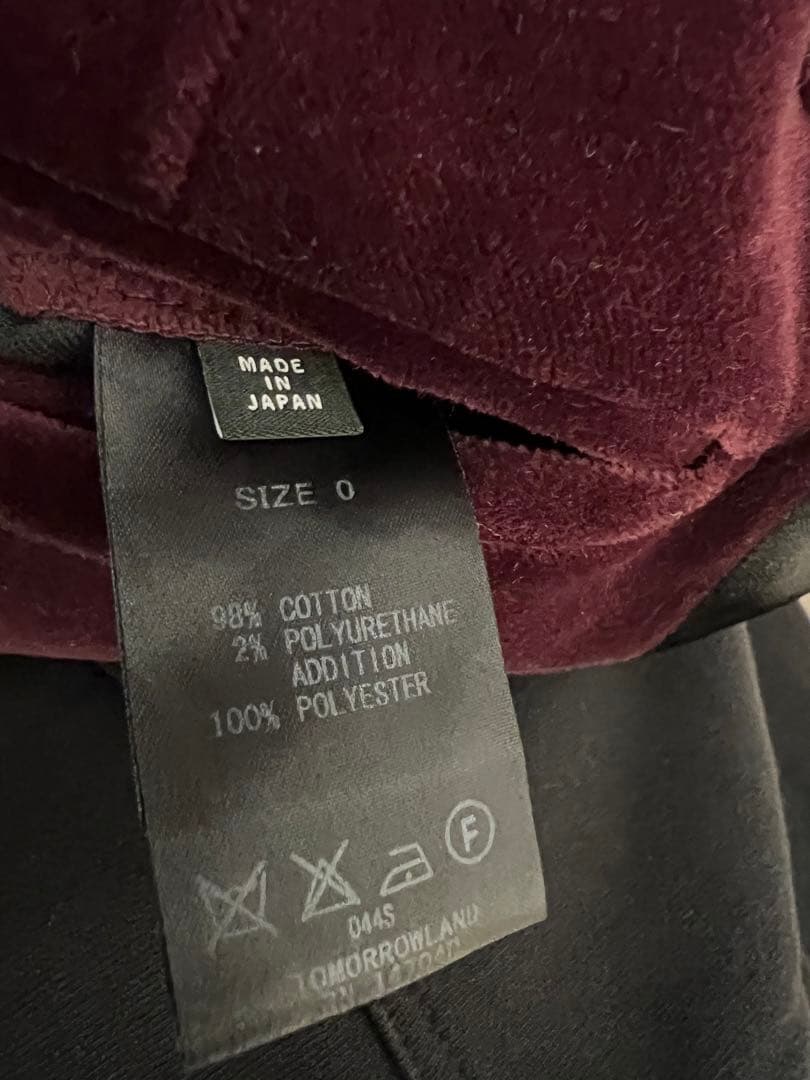 MADE
IN
JAPAN
SIZE 0
98% COTTON
2% POLYURETHANE
ADDITION
100% POLYESTER
F
044S
TOMORROWLAND